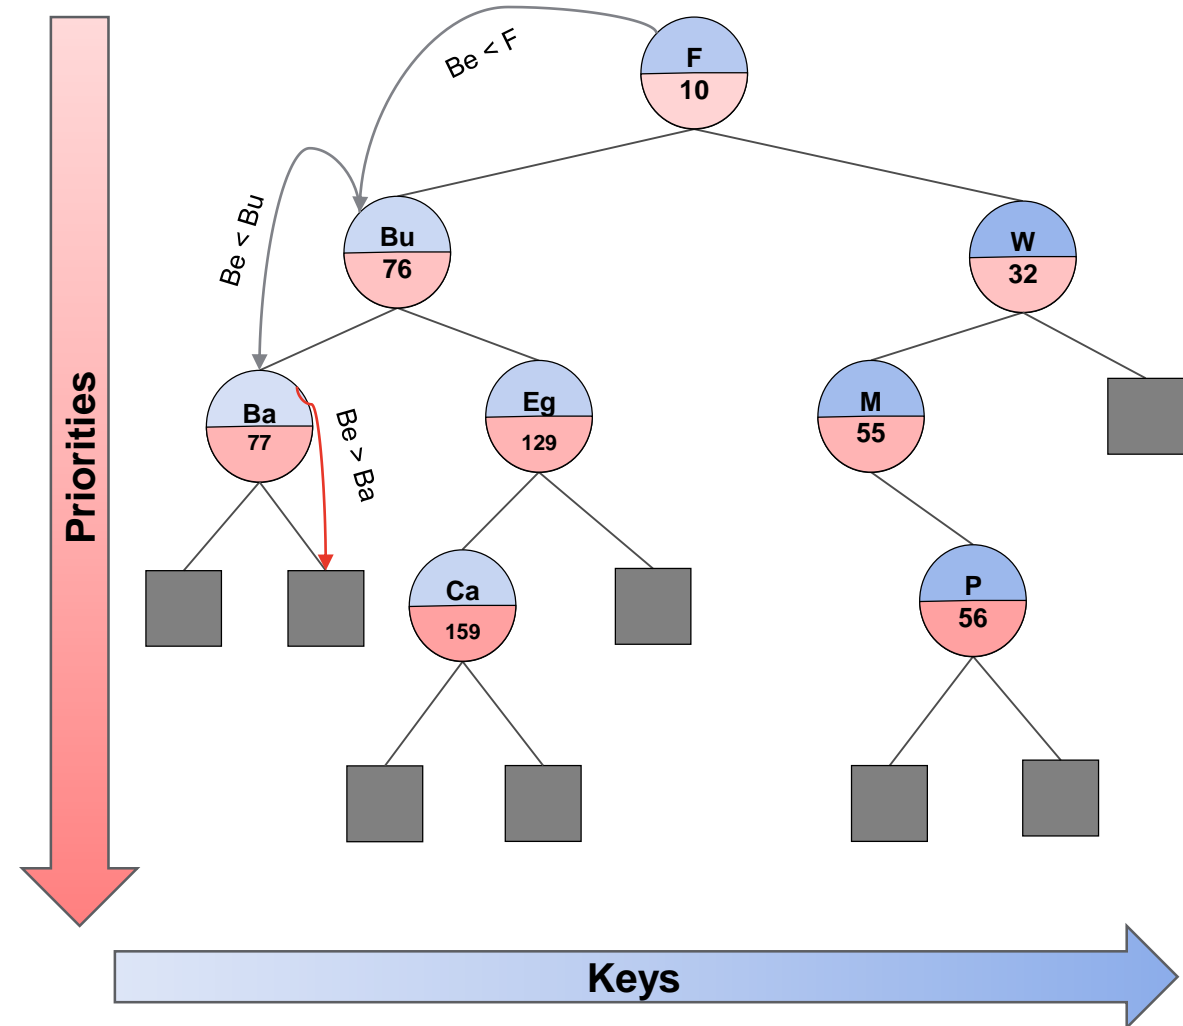 F
10
Be < F
Be < Bu
Bu
76
W
32
Ba
77
Be > Ba
Eg
129
M
55
Ca
159
P
56
Priorities
Keys